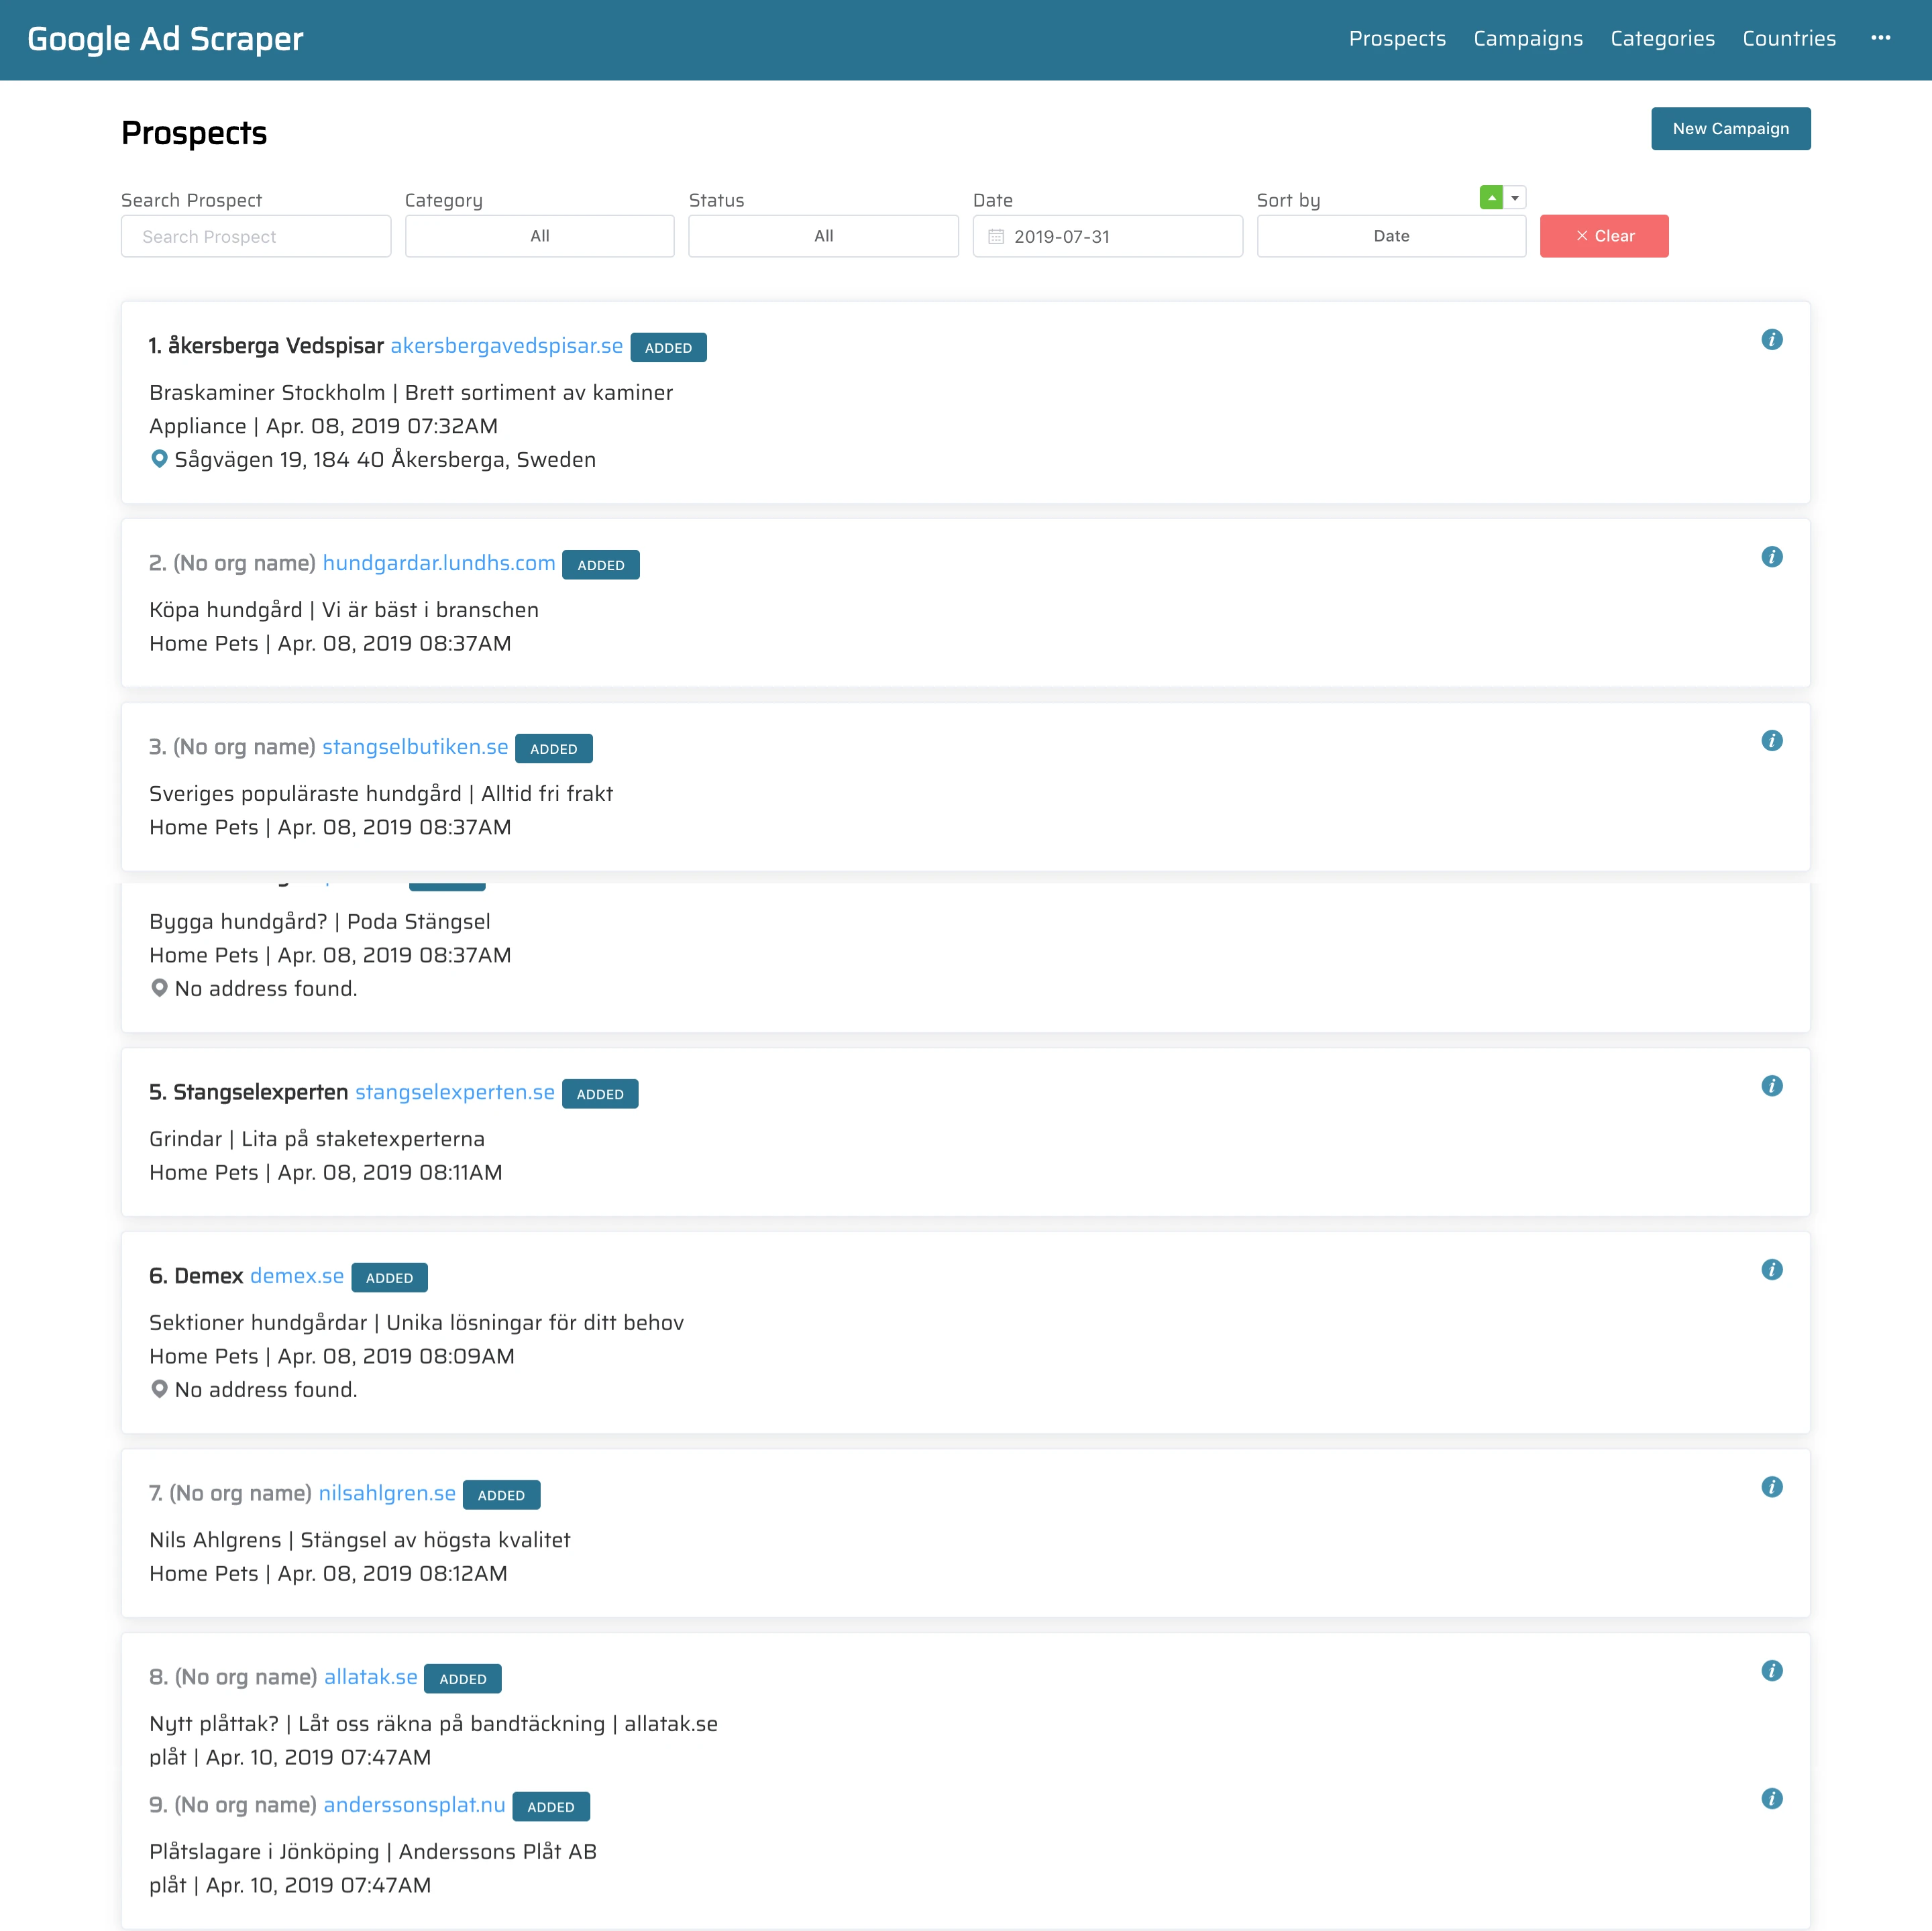 Google Ad Scraper
Prospects Campaigns Categories Countries •••
Prospects
New Campaign
Search Prospect Category Status Date Sort by
Search Prospect All All 2019-07-31 Date × Clear
1. åkersberga Vedspisar akersbergavedspisar.se ADDED
Braskaminer Stockholm | Brett sortiment av kaminer
Appliance | Apr. 08, 2019 07:32AM
Sågvägen 19, 184 40 Åkersberga, Sweden
2. (No org name) hundgardar.lundhs.com ADDED
Köpa hundgård | Vi är bäst i branschen
Home Pets | Apr. 08, 2019 08:37AM
3. (No org name) stangselbutiken.se ADDED
Sveriges populäraste hundgård | Alltid fri frakt
Home Pets | Apr. 08, 2019 08:37AM
Bygga hundgård? | Poda Stängsel
Home Pets | Apr. 08, 2019 08:37AM
No address found.
5. Stangselexperten stangselexperten.se ADDED
Grindar | Lita på staketexperterna
Home Pets | Apr. 08, 2019 08:11AM
6. Demex demex.se ADDED
Sektioner hundgårdar | Unika lösningar för ditt behov
Home Pets | Apr. 08, 2019 08:09AM
No address found.
7. (No org name) nilsahlgren.se ADDED
Nils Ahlgrens | Stängsel av högsta kvalitet
Home Pets | Apr. 08, 2019 08:12AM
8. (No org name) allatak.se ADDED
Nytt plåttak? | Låt oss räkna på bandtäckning | allatak.se
plåt | Apr. 10, 2019 07:47AM
9. (No org name) anderssonsplat.nu ADDED
Plåtslagare i Jönköping | Anderssons Plåt AB
plåt | Apr. 10, 2019 07:47AM